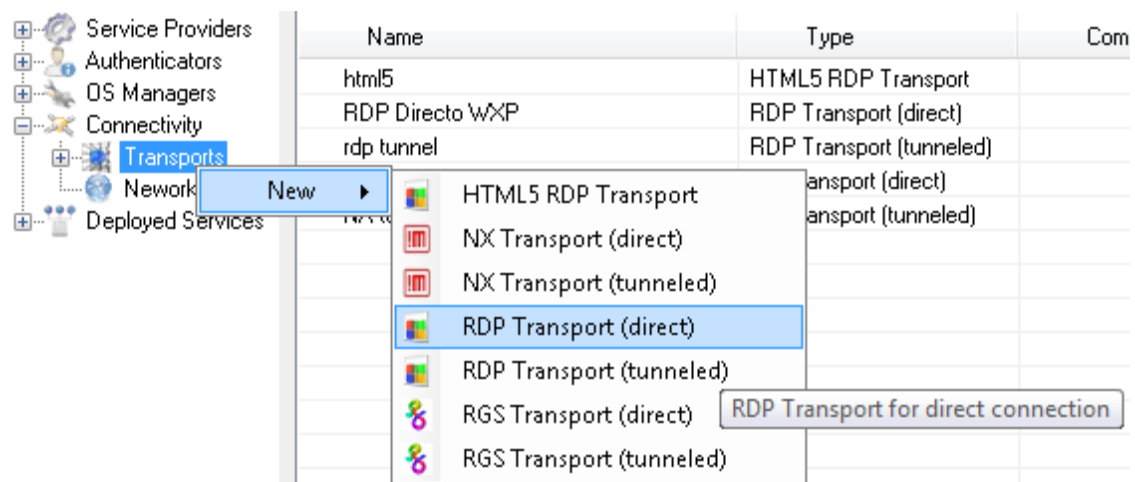 Service Providers
Authenticators
OS Managers
Connectivity
Transports
Nework
Deployed Services
Name Type Com
html5 HTML5 RDP Transport
RDP Directo WXP RDP Transport (direct)
rdp tunnel RDP Transport (tunneled)
ansport (direct)
ansport (tunneled)
New
HTML5 RDP Transport
NX Transport (direct)
NX Transport (tunneled)
RDP Transport (direct)
RDP Transport (tunneled)
RGS Transport (direct)
RGS Transport (tunneled)
RDP Transport for direct connection